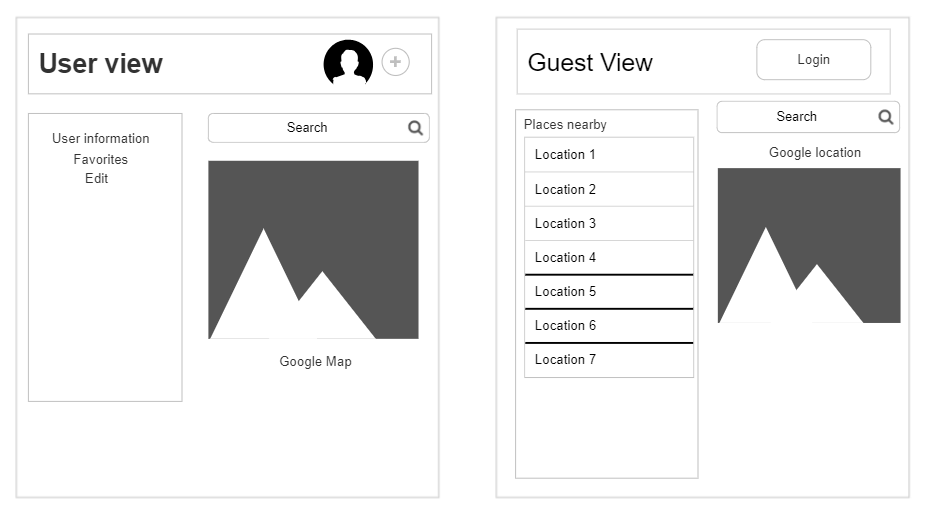 User view
User information
Favorites
Edit
Search
Google Map
Guest View
Login
Places nearby
Location 1
Location 2
Location 3
Location 4
Location 5
Location 6
Location 7
Search
Google location